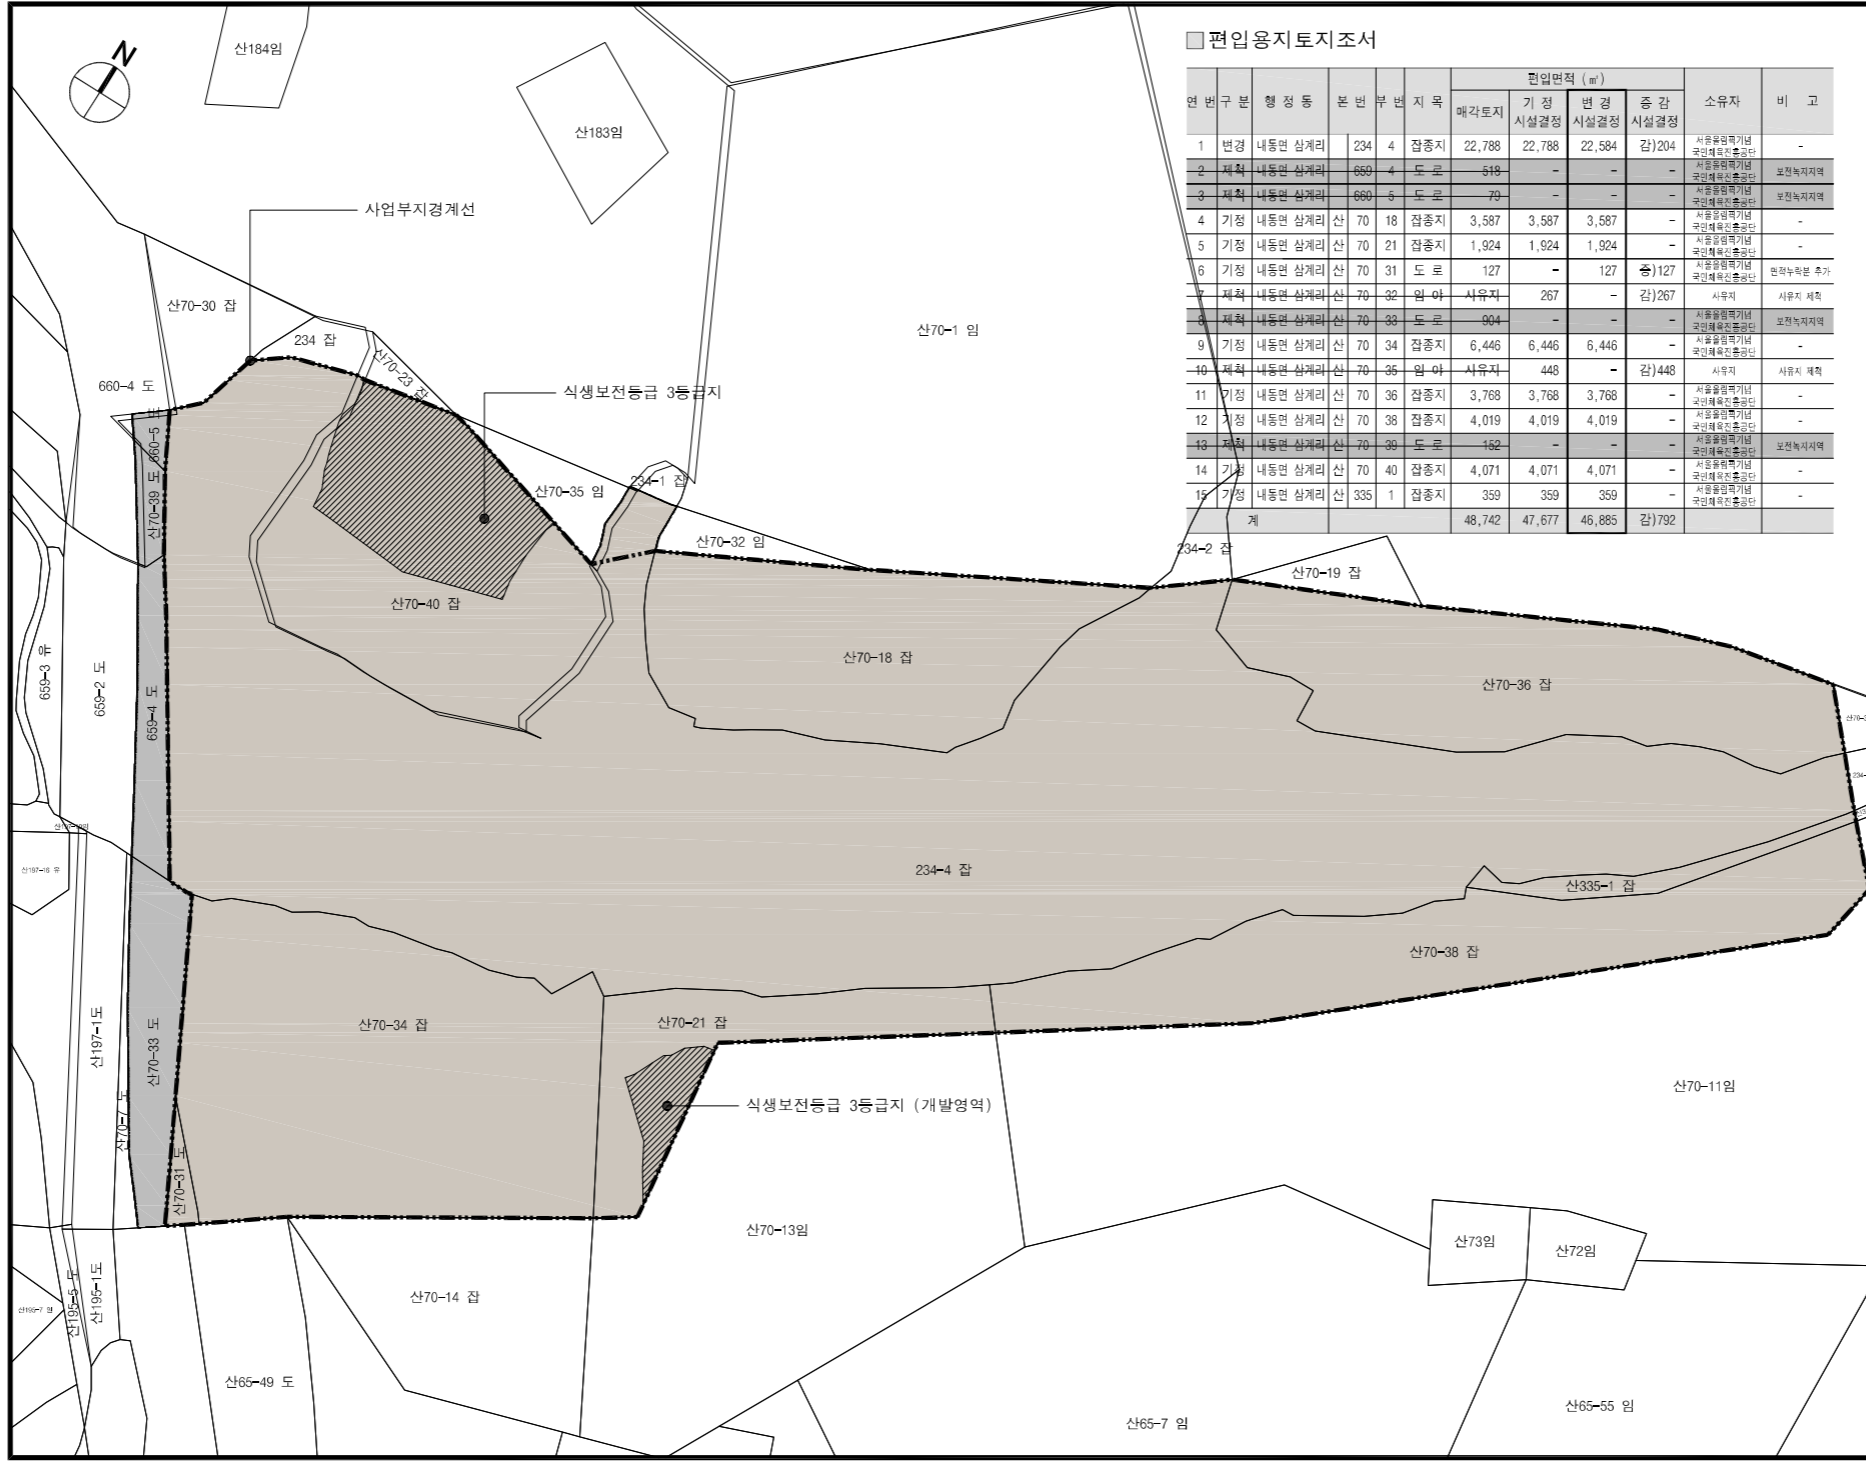 편입용지토지조서
연 번 구 분 행 정 동 본 번 부 번 지 목 편입면적 (㎡) 소유자 비 고
매각토지 기 정 시설결정 변 경 시설결정 증 감 시설결정
1 변경 내동면 삼계리 234 4 잡종지 22,788 22,788 22,584 감)204 서울올림픽기념 국민체육진흥공단 -
2 제척 내동면 삼계리 659 4 도 로 518 - - - 서울올림픽기념 국민체육진흥공단 보전녹지지역
3 제척 내동면 삼계리 660 5 도 로 79 - - - 서울올림픽기념 국민체육진흥공단 보전녹지지역
4 기정 내동면 삼계리 산 70 18 잡종지 3,587 3,587 3,587 - 서울올림픽기념 국민체육진흥공단 -
5 기정 내동면 삼계리 산 70 21 잡종지 1,924 1,924 1,924 - 서울올림픽기념 국민체육진흥공단 -
6 기정 내동면 삼계리 산 70 31 도 로 127 - 127 증)127 서울올림픽기념 국민체육진흥공단 면적누락분 추가
7 제척 내동면 삼계리 산 70 32 임 야 사유지 267 - 감)267 사유지 사유지 제척
8 제척 내동면 삼계리 산 70 33 도 로 904 - - - 서울올림픽기념 국민체육진흥공단 보전녹지지역
9 기정 내동면 삼계리 산 70 34 잡종지 6,446 6,446 6,446 - 서울올림픽기념 국민체육진흥공단 -
10 제척 내동면 삼계리 산 70 35 임 야 사유지 448 - 감)448 사유지 사유지 제척
11 기정 내동면 삼계리 산 70 36 잡종지 3,768 3,768 3,768 - 서울올림픽기념 국민체육진흥공단 -
12 기정 내동면 삼계리 산 70 38 잡종지 4,019 4,019 4,019 - 서울올림픽기념 국민체육진흥공단 -
13 제척 내동면 삼계리 산 70 39 도 로 152 - - - 서울올림픽기념 국민체육진흥공단 보전녹지지역
14 기정 내동면 삼계리 산 70 40 잡종지 4,071 4,071 4,071 - 서울올림픽기념 국민체육진흥공단 -
15 기정 내동면 삼계리 산 335 1 잡종지 359 359 359 - 서울올림픽기념 국민체육진흥공단 -
계 48,742 47,677 46,885 감)792
N
산184임
산183임
사업부지경계선
산70-30 잡
234 잡
산70-23 잡
산70-1 임
660-4 도
660-5 도
식생보전등급 3등급지
산70-39 도
산70-35 임
234-1 잡
산70-32 임
234-2 잡
산70-19 잡
산70-40 잡
산70-18 잡
산70-36 잡
659-3 유
659-2 도
659-4 도
산197-18 유
234-4 잡
산335-1 잡
산70-38 잡
산70-34 잡
산70-21 잡
산197-1도
산70-33 도
산70-11임
식생보전등급 3등급지 (개발영역)
산70-31 도
산70-13임
산73임
산72임
산195-5 도
산195-1도
산70-14 잡
산65-49 도
산65-7 임
산65-55 임